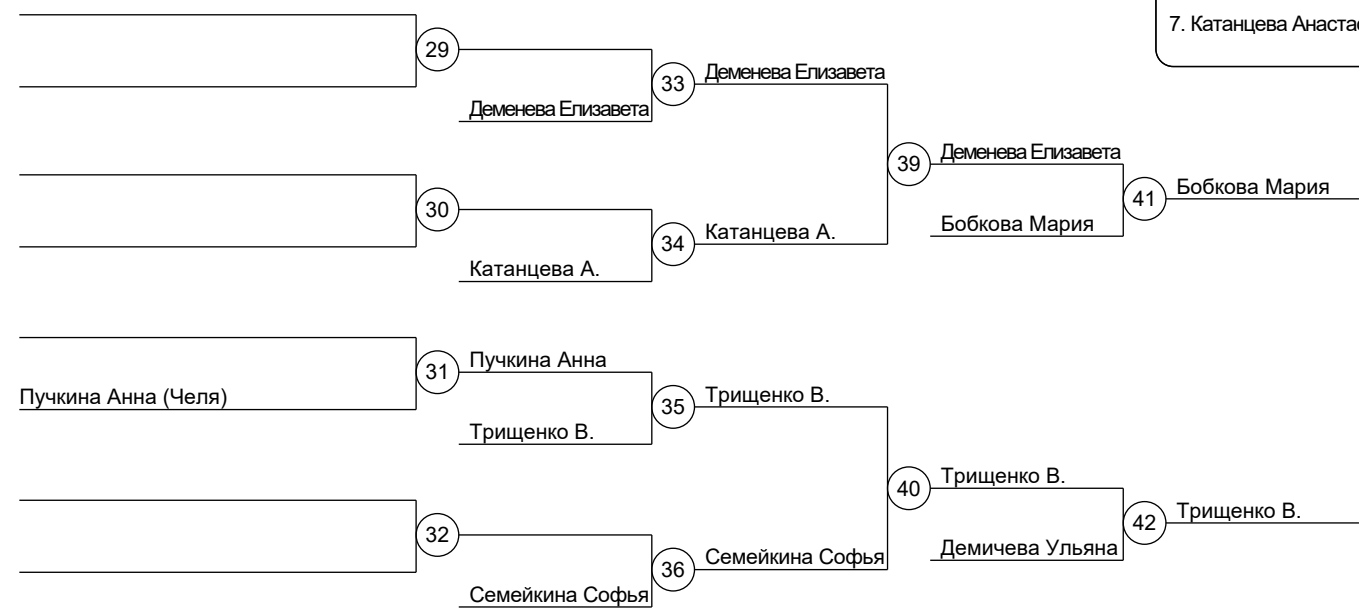 7. Катанцева Анастас
29
33
Деменева Елизавета
Деменева Елизавета
39
Деменева Елизавета
41
Бобкова Мария
30
Бобкова Мария
34
Катанцева А.
Катанцева А.
31
Пучкина Анна
Пучкина Анна (Челя)
35
Трищенко В.
Трищенко В.
40
Трищенко В.
42
Трищенко В.
32
Демичева Ульяна
36
Семейкина Софья
Семейкина Софья